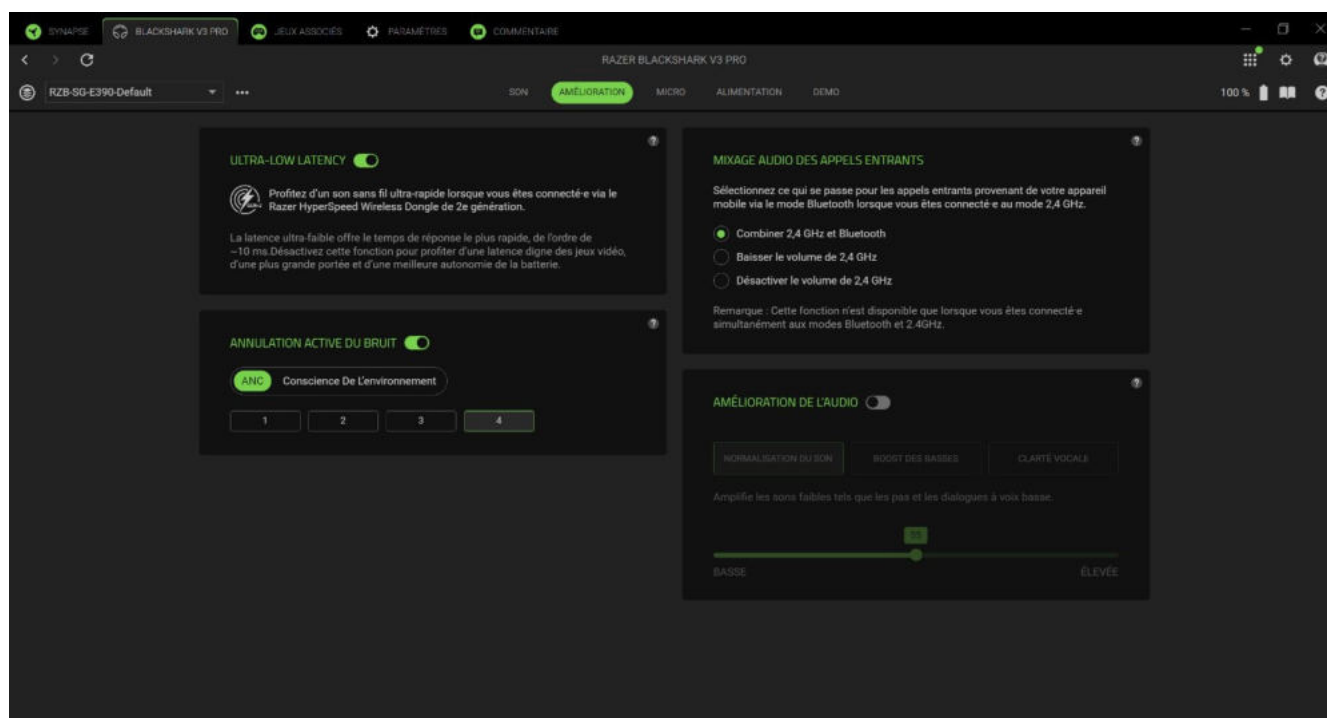 SYNAPSE
BLACKSHARK V3 PRO
JEUX ASSOCIÉS
PARAMÈTRES
COMMENTAIRE
RAZER BLACKSHARK V3 PRO
RZB-SG-E390-Default
SON
AMÉLIORATION
MICRO
ALIMENTATION
DEMO
100 %
ULTRA-LOW LATENCY
Profitez d'un son sans fil ultra-rapide lorsque vous êtes connecté·e via le
Razer HyperSpeed Wireless Dongle de 2e génération.
La latence ultra-faible offre le temps de réponse le plus rapide, de l'ordre de
~10 ms.Désactivez cette fonction pour profiter d'une latence digne des jeux vidéo,
d'une plus grande portée et d'une meilleure autonomie de la batterie.
ANNULATION ACTIVE DU BRUIT
ANC
Conscience De L'environnement
1
2
3
4
MIXAGE AUDIO DES APPELS ENTRANTS
Sélectionnez ce qui se passe pour les appels entrants provenant de votre appareil
mobile via le mode Bluetooth lorsque vous êtes connecté·e au mode 2,4 GHz.
Combiner 2,4 GHz et Bluetooth
Baisser le volume de 2,4 GHz
Désactiver le volume de 2,4 GHz
Remarque : Cette fonction n'est disponible que lorsque vous êtes connecté·e
simultanément aux modes Bluetooth et 2.4GHz.
AMÉLIORATION DE L'AUDIO
NORMALISATION DU SON
BOOST DES BASSES
CLARTÉ VOCALE
Amplifie les sons faibles tels que les pas et les dialogues à voix basse.
BASSE
ÉLEVÉE